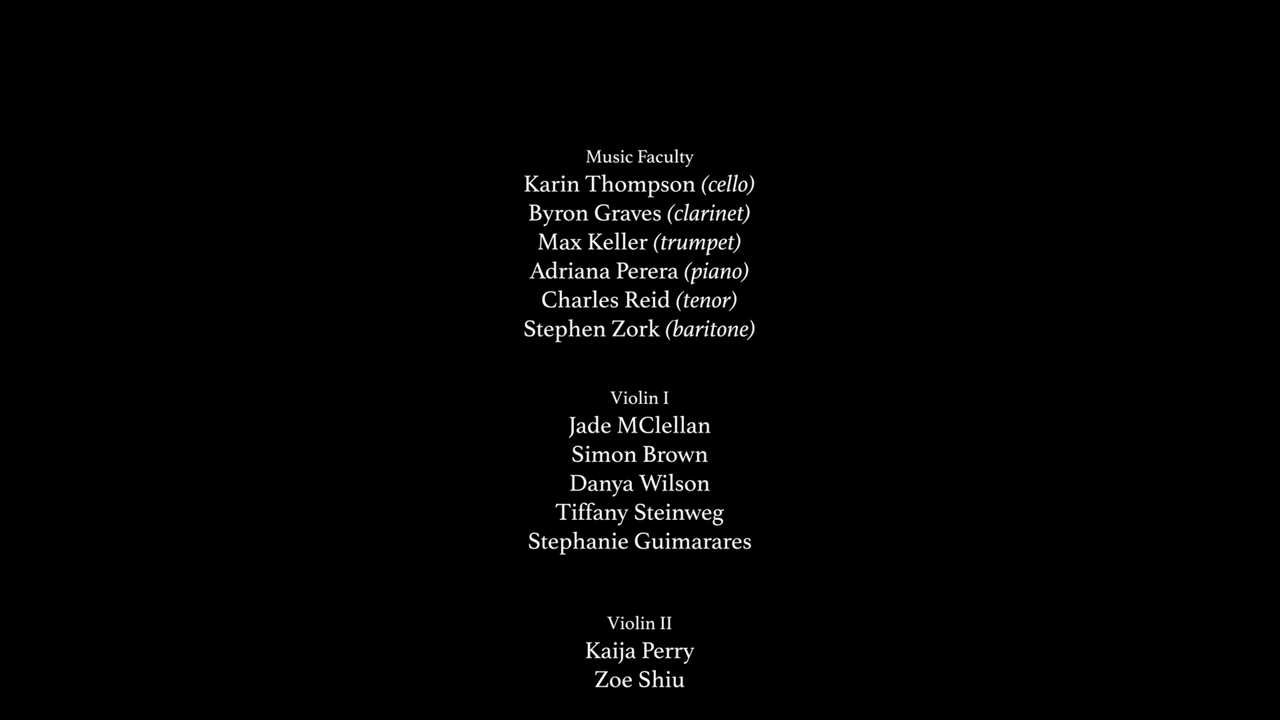 Music Faculty
Karin Thompson (cello)
Byron Graves (clarinet)
Max Keller (trumpet)
Adriana Perera (piano)
Charles Reid (tenor)
Stephen Zork (baritone)
Violin I
Jade MClellan
Simon Brown
Danya Wilson
Tiffany Steinweg
Stephanie Guimarares
Violin II
Kaija Perry
Zoe Shiu